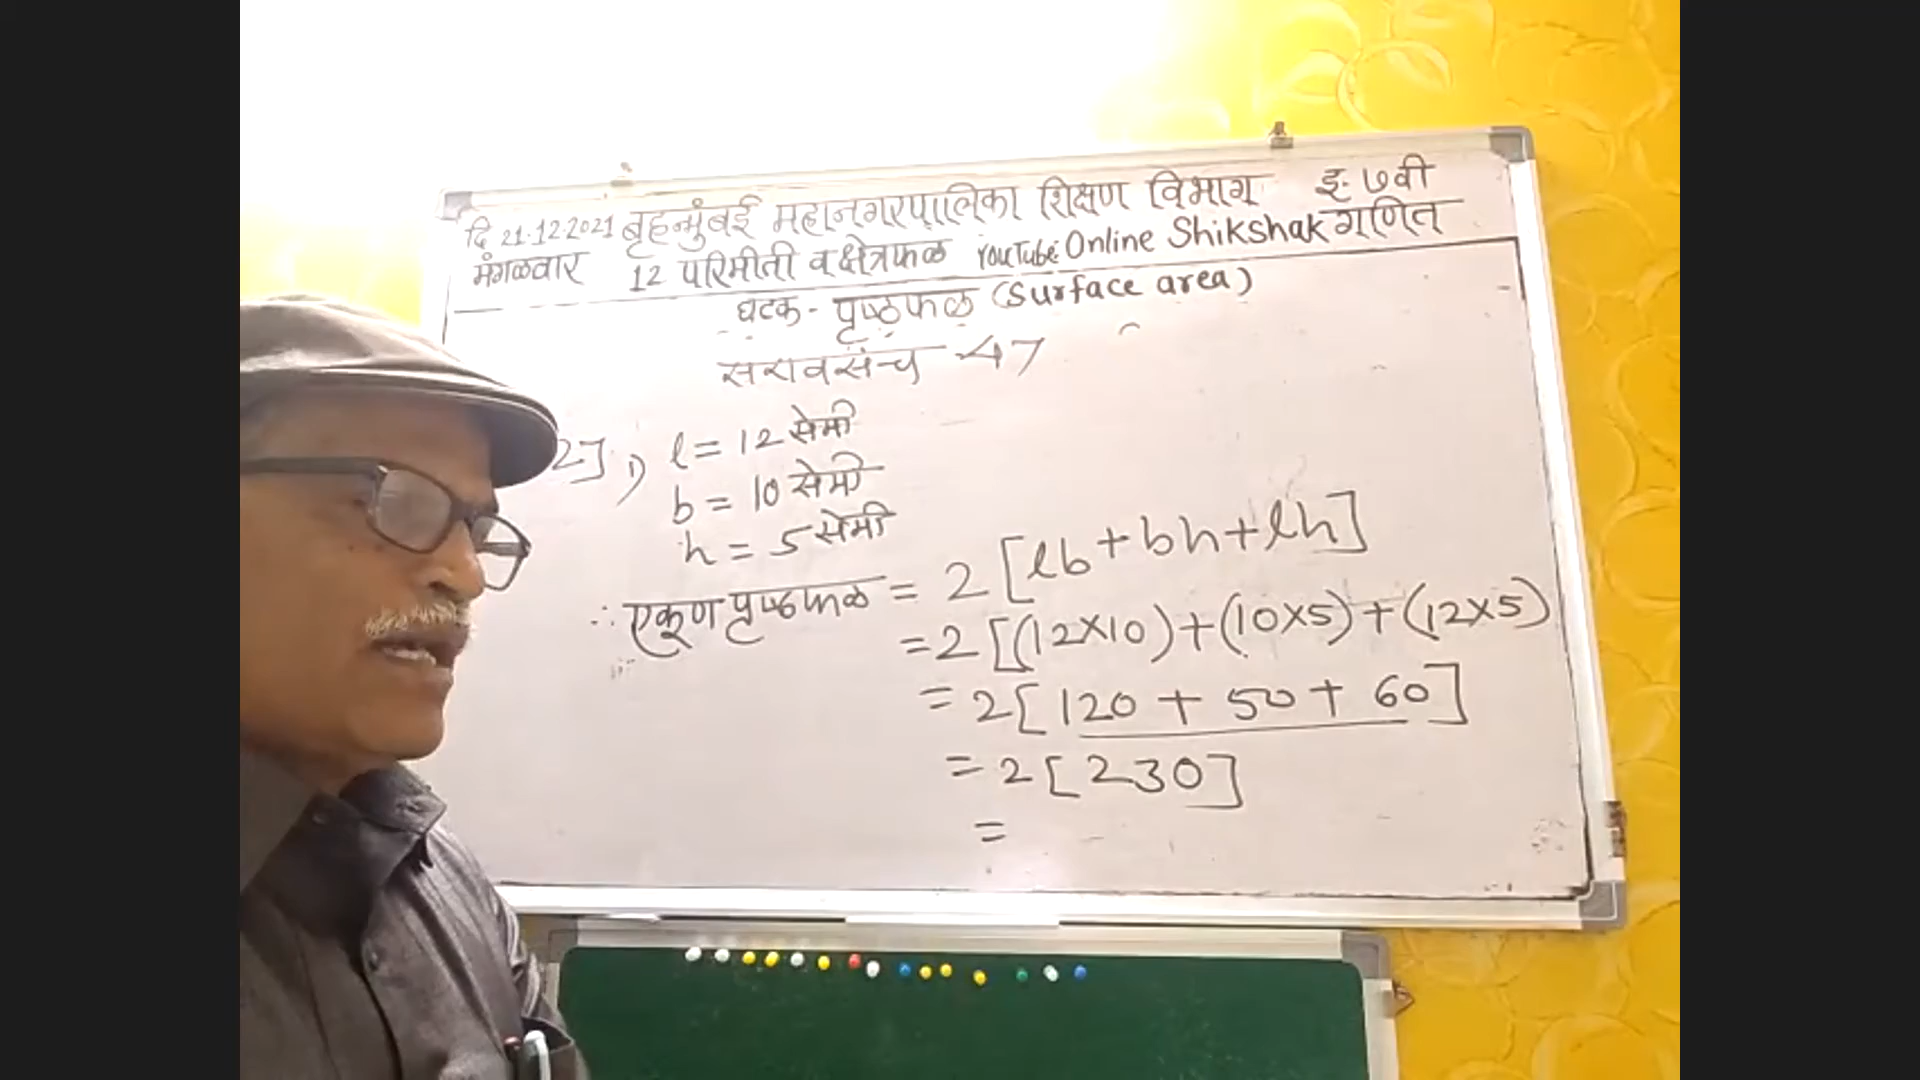 दि 21.12.2021 बृहन्मुंबई महानगरपालिका शिक्षण विभाग इ. ७वी
मंगळवार 12 परिमीती व क्षेत्रफळ YouTube: Online Shikshak गणित
घटक - पृष्ठफळ (Surface area)
सरावसंच 47
2] 1) l = 12 सेमी
b = 10 सेमी
h = 5 सेमी
∴ एकूण पृष्ठफळ = 2 [lb + bh + lh]
= 2 [(12×10) + (10×5) + (12×5)
= 2 [120 + 50 + 60]
= 2 [230]
=